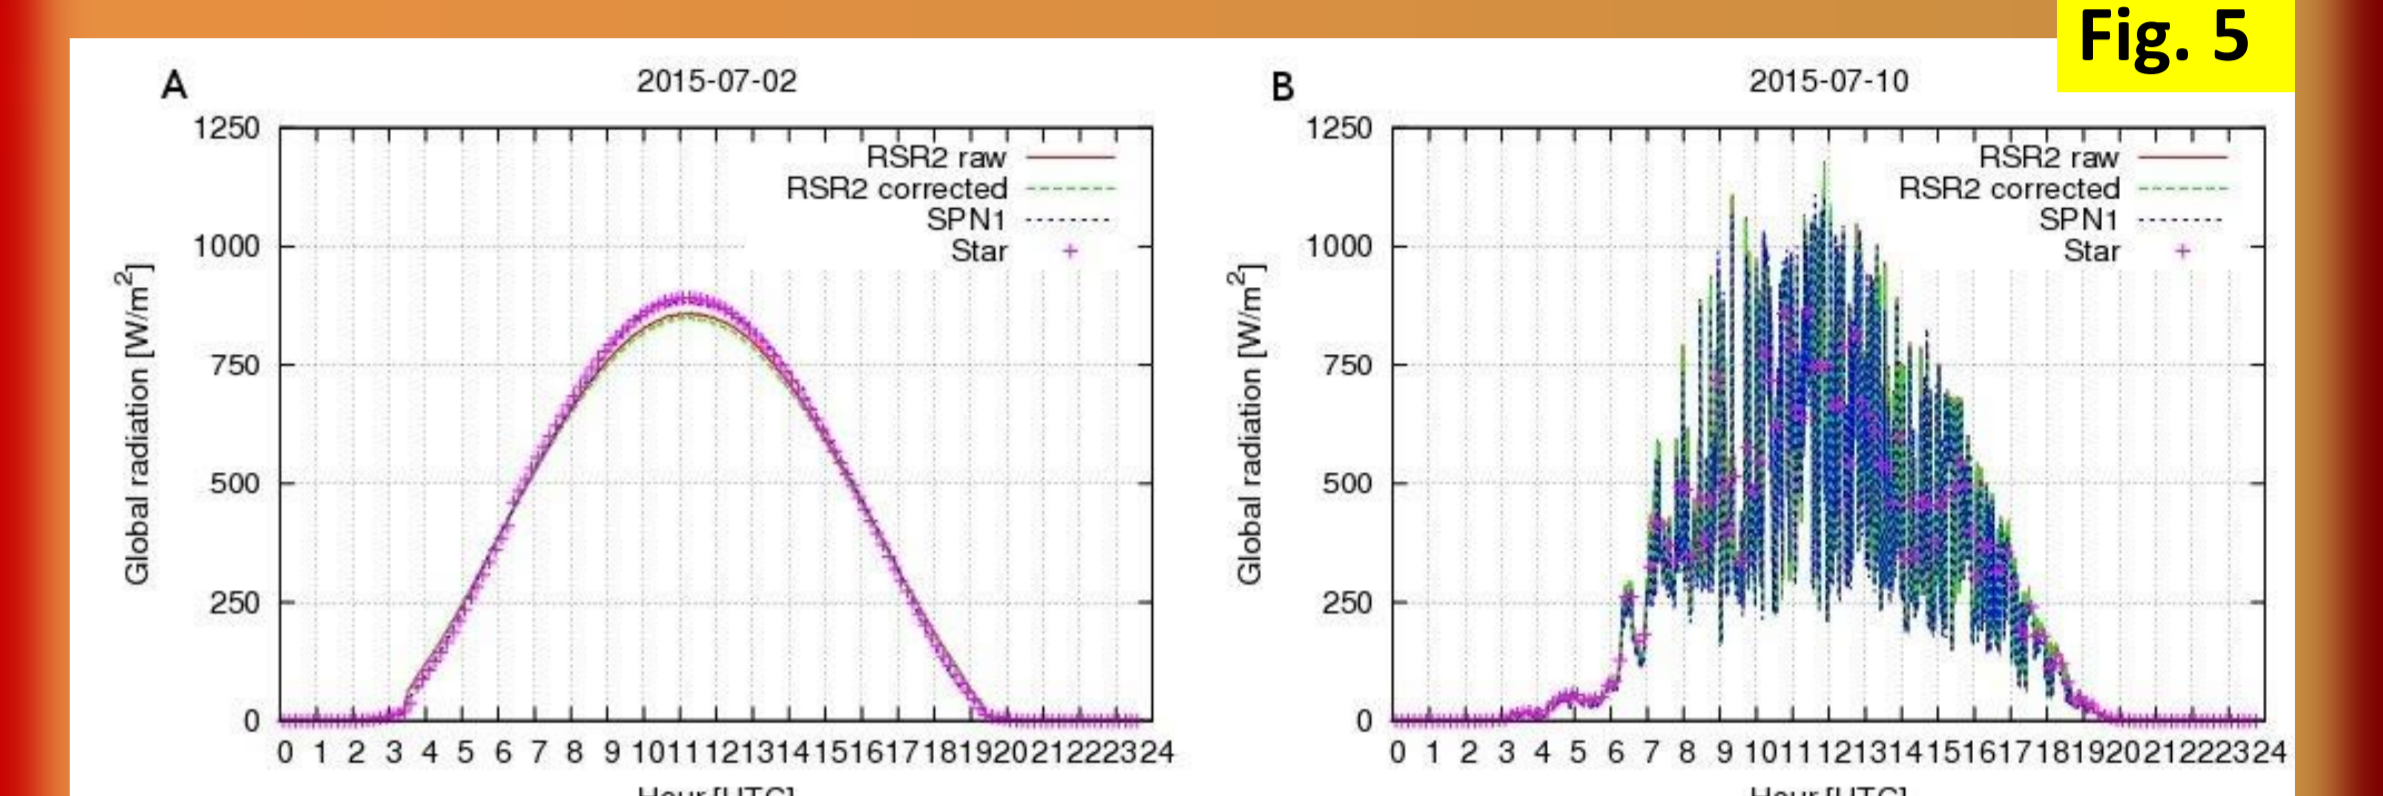 Fig. 5
A
2015-07-02
1250
1000
750
500
250
0
Global radiation [W/m2]
RSR2 raw
RSR2 corrected
SPN1
Star
0 1 2 3 4 5 6 7 8 9 10 11 12 13 14 15 16 17 18 19 20 21 22 23 24
Hour [UTC]
B
2015-07-10
1250
1000
750
500
250
0
Global radiation [W/m2]
RSR2 raw
RSR2 corrected
SPN1
Star
0 1 2 3 4 5 6 7 8 9 10 11 12 13 14 15 16 17 18 19 20 21 22 23 24
Hour [UTC]